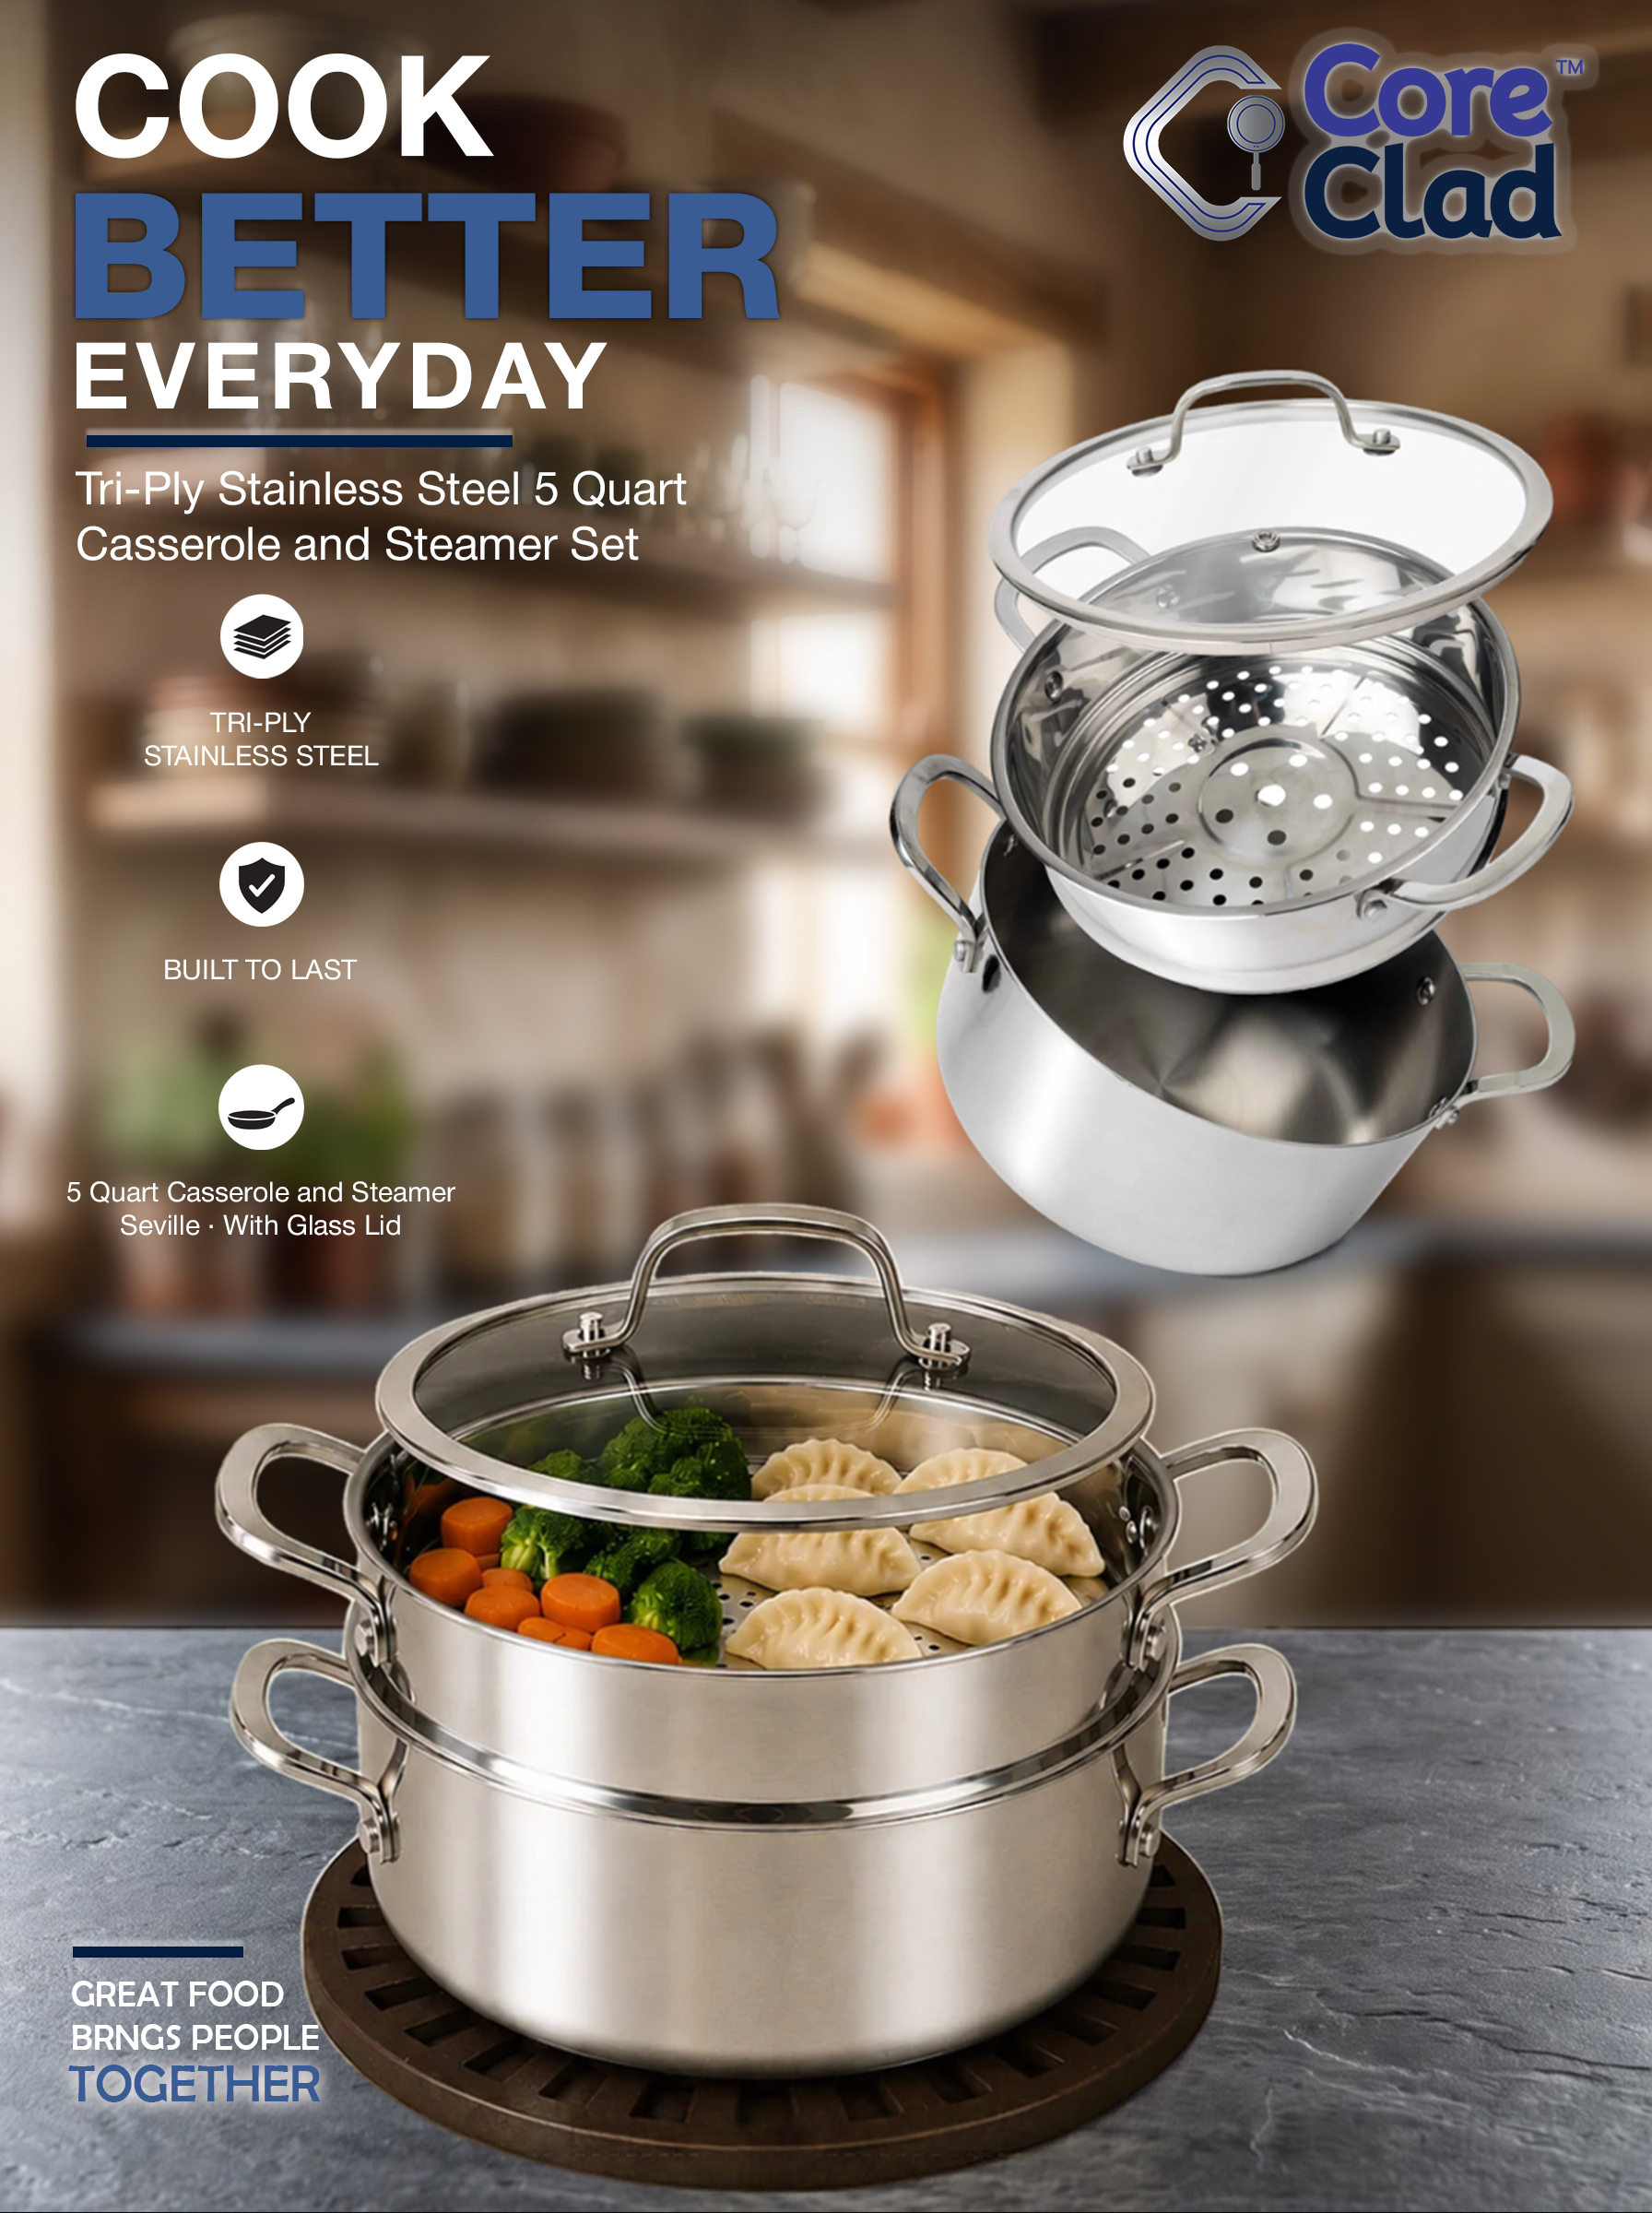 COOK
BETTER
EVERYDAY
Tri-Ply Stainless Steel 5 Quart
Casserole and Steamer Set
Core™
Clad
TRI-PLY
STAINLESS STEEL
BUILT TO LAST
5 Quart Casserole and Steamer
Seville · With Glass Lid
GREAT FOOD
BRNGS PEOPLE
TOGETHER